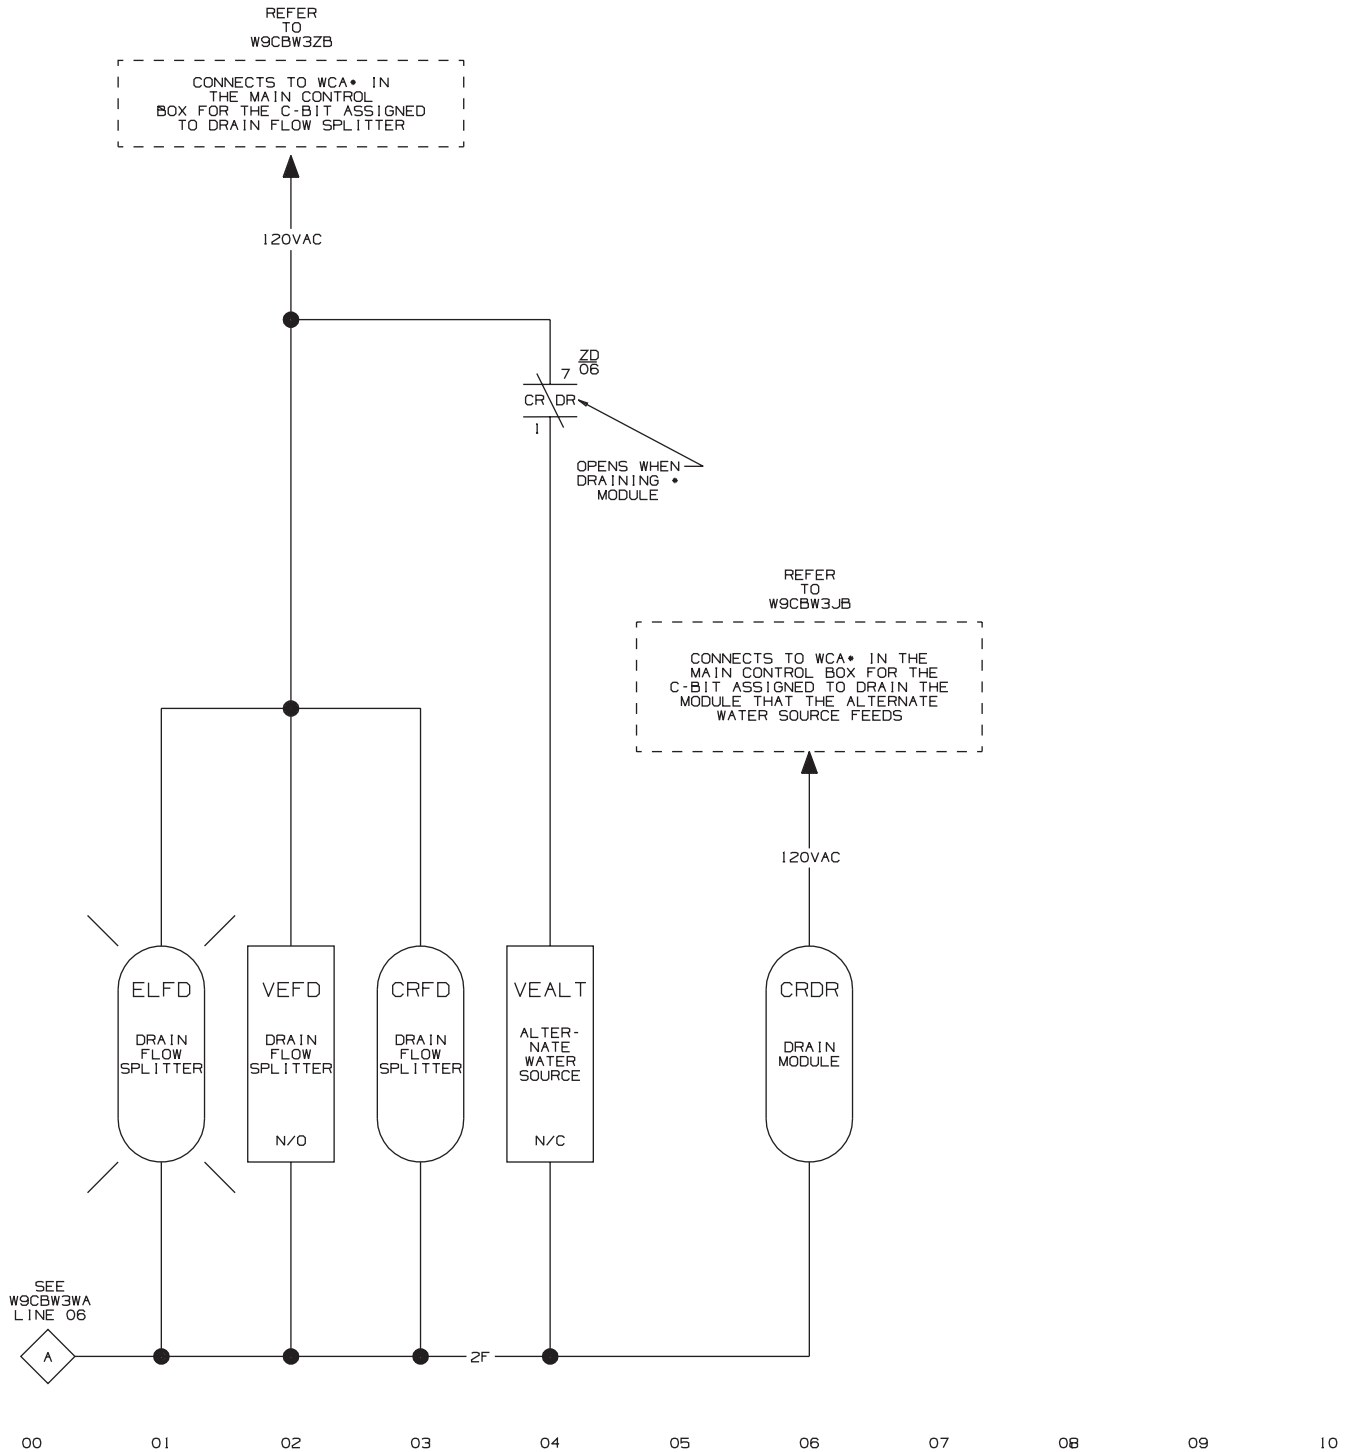 REFER
TO
W9CBW3ZB
CONNECTS TO WCA* IN
THE MAIN CONTROL
BOX FOR THE C-BIT ASSIGNED
TO DRAIN FLOW SPLITTER
120VAC
ZD
06
7
CR DR
1
OPENS WHEN
DRAINING *
MODULE
REFER
TO
W9CBW3JB
CONNECTS TO WCA* IN THE
MAIN CONTROL BOX FOR THE
C-BIT ASSIGNED TO DRAIN THE
MODULE THAT THE ALTERNATE
WATER SOURCE FEEDS
120VAC
ELFD
DRAIN
FLOW
SPLITTER
VEFD
DRAIN
FLOW
SPLITTER
N/O
CRFD
DRAIN
FLOW
SPLITTER
VEALT
ALTER-
NATE
WATER
SOURCE
N/C
CRDR
DRAIN
MODULE
SEE
W9CBW3WA
LINE 06
A
2F
00 01 02 03 04 05 06 07 08 09 10